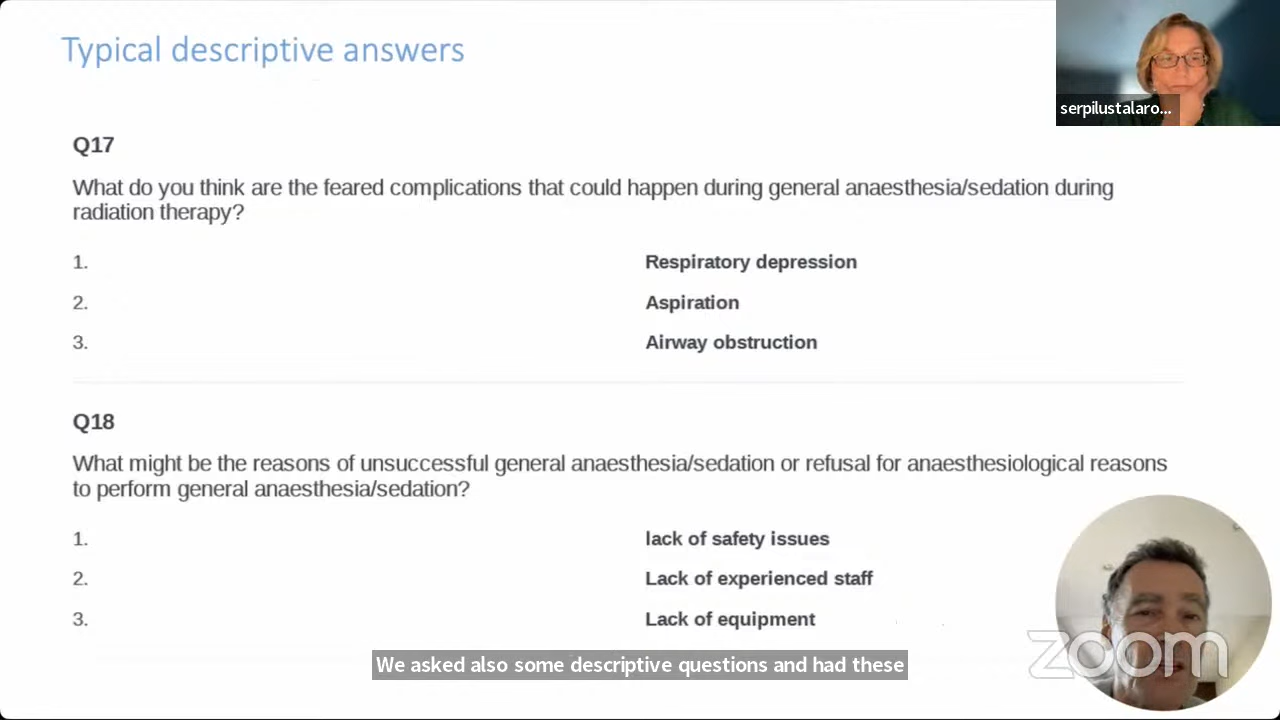 Typical descriptive answers
serpilustalaro...
Q17
What do you think are the feared complications that could happen during general anaesthesia/sedation during
radiation therapy?
1. Respiratory depression
2. Aspiration
3. Airway obstruction
Q18
What might be the reasons of unsuccessful general anaesthesia/sedation or refusal for anaesthesiological reasons
to perform general anaesthesia/sedation?
1. lack of safety issues
2. Lack of experienced staff
3. Lack of equipment
zoom
We asked also some descriptive questions and had these